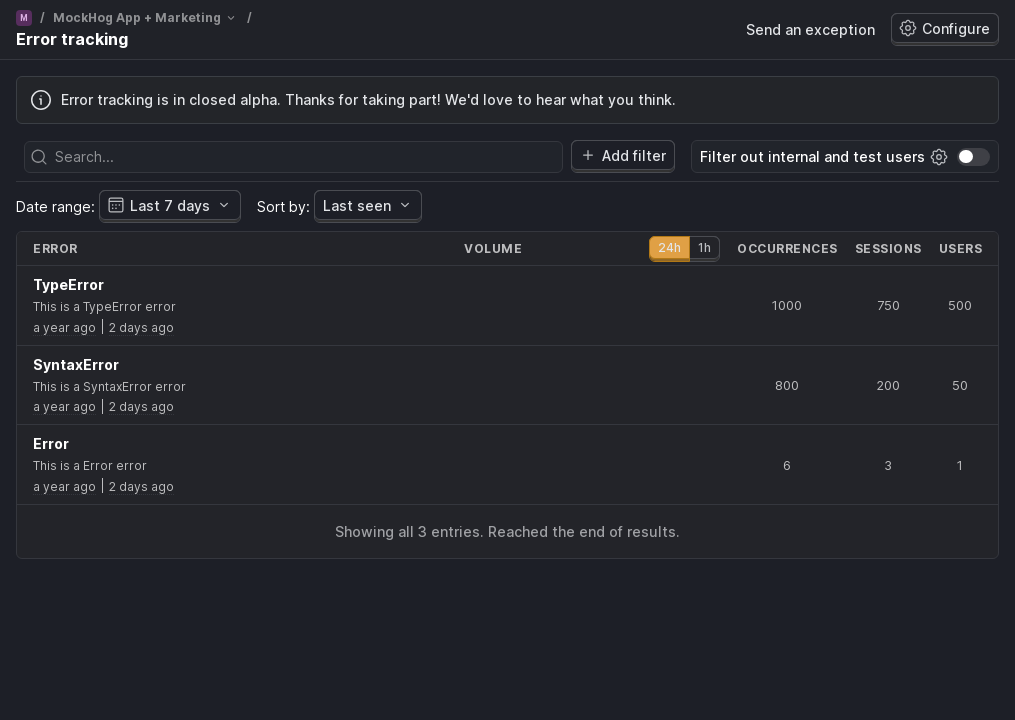 M / MockHog App + Marketing /
Error tracking
Send an exception
Configure
Error tracking is in closed alpha. Thanks for taking part! We'd love to hear what you think.
Search...
Add filter
Filter out internal and test users
Date range: Last 7 days Sort by: Last seen
ERROR VOLUME 24h 1h OCCURRENCES SESSIONS USERS
TypeError
This is a TypeError error
a year ago | 2 days ago
1000 750 500
SyntaxError
This is a SyntaxError error
a year ago | 2 days ago
800 200 50
Error
This is a Error error
a year ago | 2 days ago
6 3 1
Showing all 3 entries. Reached the end of results.